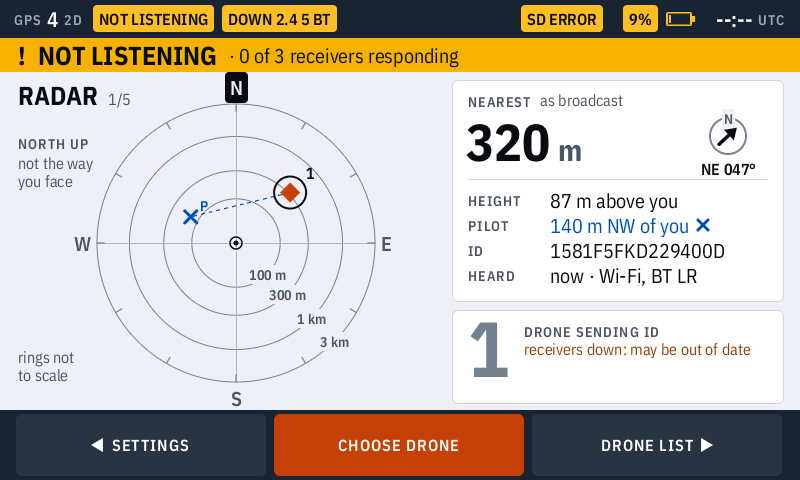 GPS 4 2D NOT LISTENING DOWN 2.4 5 BT SD ERROR 9% --:-- UTC
! NOT LISTENING · 0 of 3 receivers responding
RADAR 1/5
N
NORTH UP
not the way
you face
1
P
W
E
100 m
300 m
1 km
3 km
rings not
to scale
S
NEAREST as broadcast
320 m
N
NE 047°
HEIGHT 87 m above you
PILOT 140 m NW of you ✕
ID 1581F5FKD229400D
HEARD now · Wi-Fi, BT LR
1
DRONE SENDING ID
receivers down: may be out of date
◀ SETTINGS
CHOOSE DRONE
DRONE LIST ▶